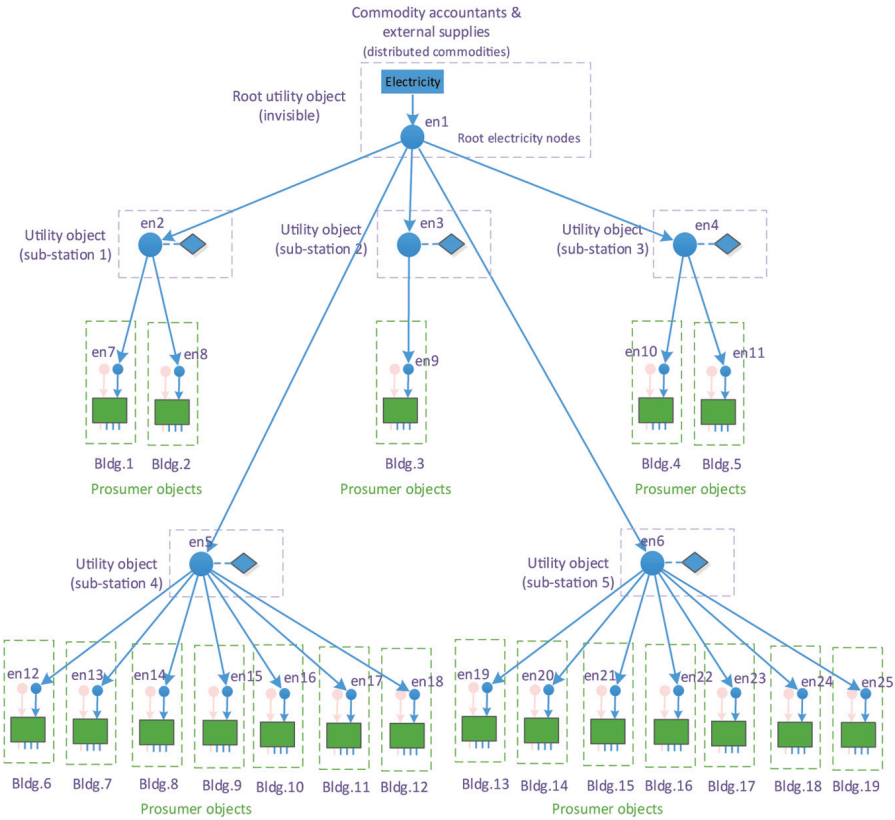 Commodity accountants &
external supplies
(distributed commodities)
Electricity
Root utility object
(invisible)
en1
Root electricity nodes
en2
Utility object
(sub-station 1)
en3
Utility object
(sub-station 2)
en4
Utility object
(sub-station 3)
en7
en8
en9
en10
en11
Bldg.1
Bldg.2
Bldg.3
Bldg.4
Bldg.5
Prosumer objects
Prosumer objects
Prosumer objects
en5
Utility object
(sub-station 4)
en6
Utility object
(sub-station 5)
en12
en13
en14
en15
en16
en17
en18
en19
en20
en21
en22
en23
en24
en25
Bldg.6
Bldg.7
Bldg.8
Bldg.9
Bldg.10
Bldg.11
Bldg.12
Bldg.13
Bldg.14
Bldg.15
Bldg.16
Bldg.17
Bldg.18
Bldg.19
Prosumer objects
Prosumer objects